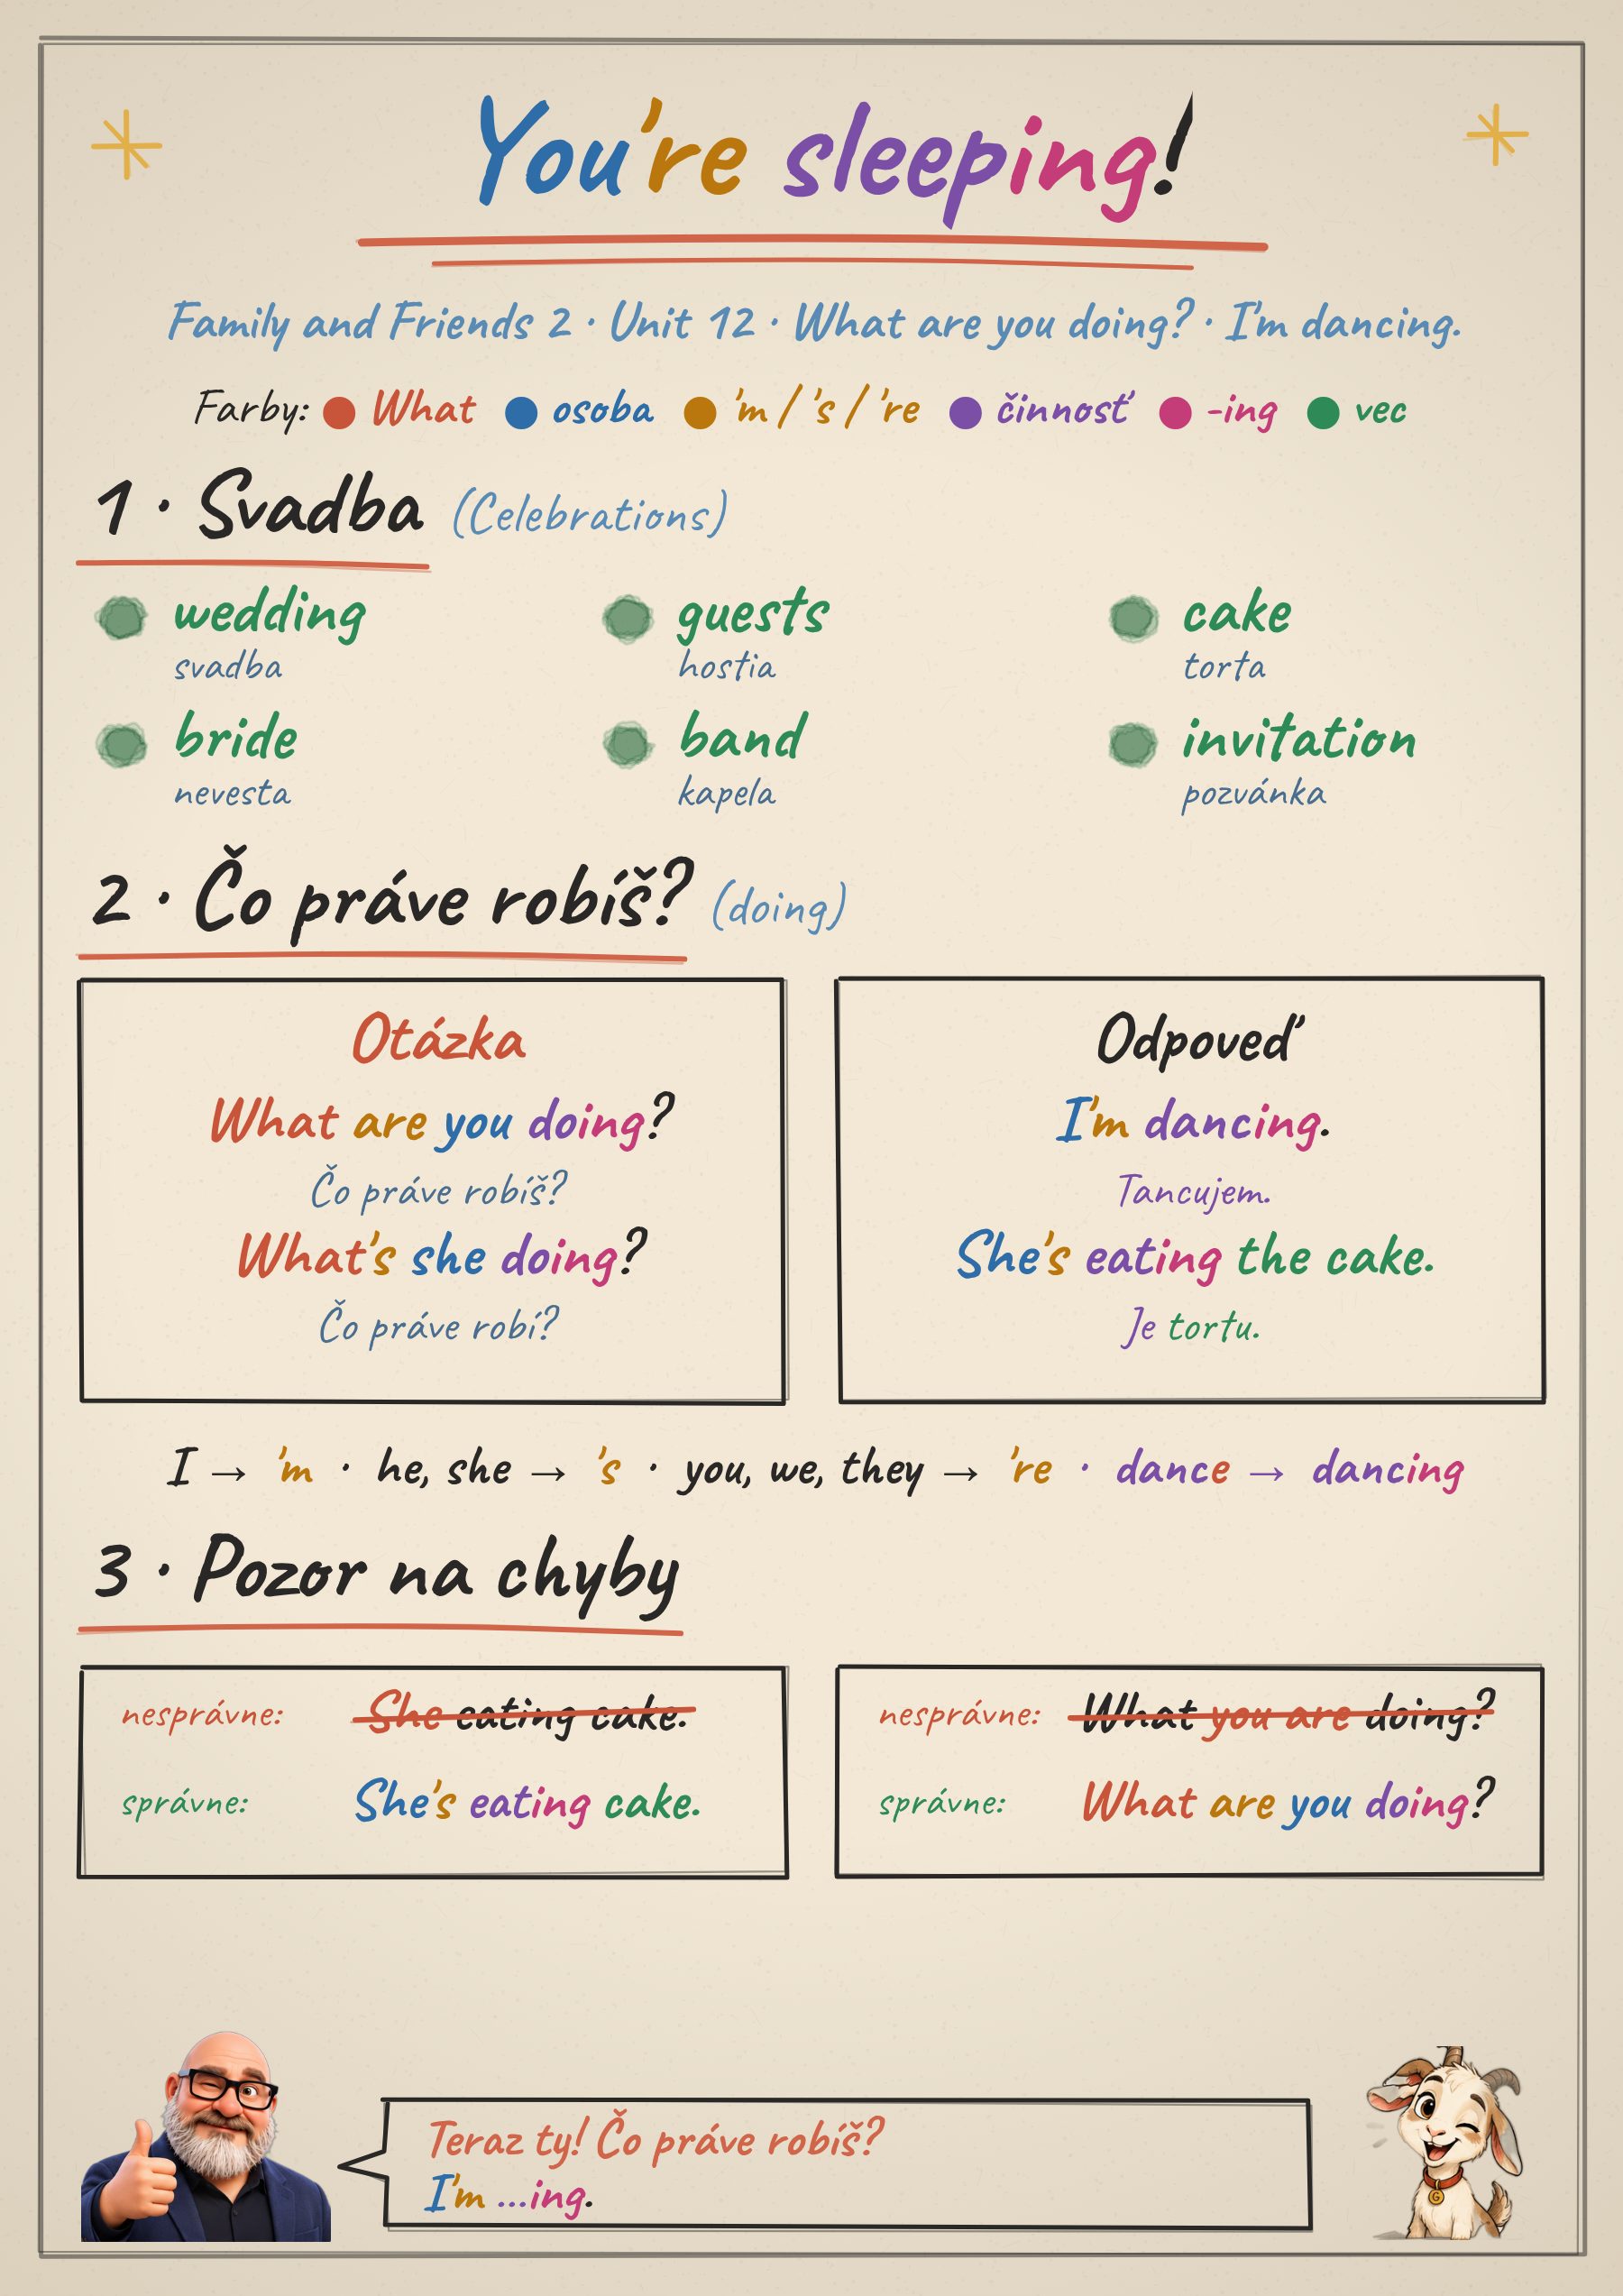 You're sleeping!
Family and Friends 2 · Unit 12 · What are you doing? · I'm dancing.
Farby: What osoba 'm / 's / 're činnosť -ing vec
1 · Svadba (Celebrations)
wedding guests cake
svadba hostia torta
bride band invitation
nevesta kapela pozvánka
2 · Čo práve robíš? (doing)
Otázka
What are you doing?
Čo práve robíš?
What's she doing?
Čo práve robí?
Odpoveď
I'm dancing.
Tancujem.
She's eating the cake.
Je tortu.
I → 'm · he, she → 's · you, we, they → 're · dance → dancing
3 · Pozor na chyby
nesprávne: She eating cake.
správne: She's eating cake.
nesprávne: What you are doing?
správne: What are you doing?
Teraz ty! Čo práve robíš?
I'm ...ing.
G